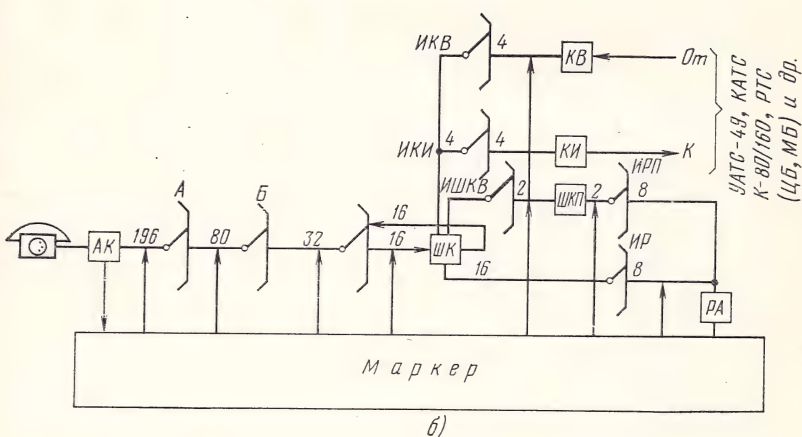 ИКВ 4 КВ От
ИКИ 4 4 КИ К
УАТС-49, КАТС
К-80/160, РТС
(ЦБ, МБ) и др.
ИШКВ 2 ШКП 2 ИРП 8
А Б
АК 196 80 32 16 16 ШК
16 ИР 8
РА
Маркер
б)